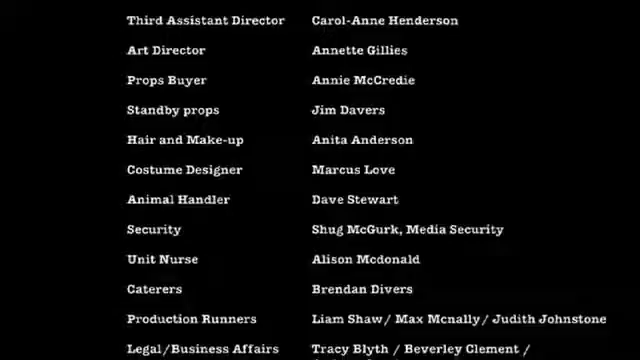 Third Assistant Director Carol-Anne Henderson
Art Director Annette Gillies
Props Buyer Annie McCredie
Standby props Jim Davers
Hair and Make-up Anita Anderson
Costume Designer Marcus Love
Animal Handler Dave Stewart
Security Shug McGurk, Media Security
Unit Nurse Alison Mcdonald
Caterers Brendan Divers
Production Runners Liam Shaw / Max Mcnally / Judith Johnstone
Legal/Business Affairs Tracy Blyth / Beverley Clement /